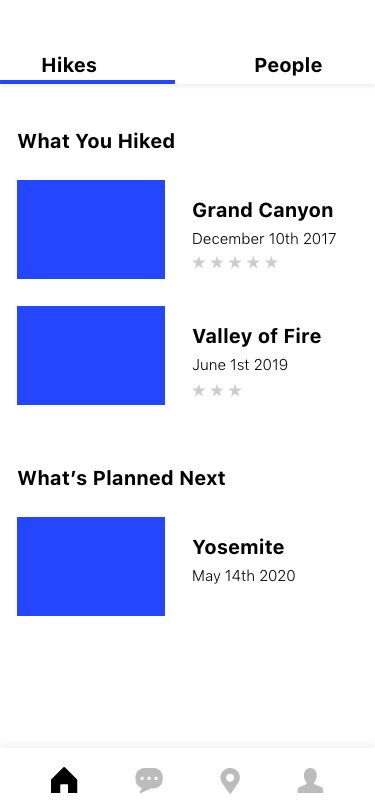 Hikes
People
What You Hiked
Grand Canyon
December 10th 2017
Valley of Fire
June 1st 2019
What’s Planned Next
Yosemite
May 14th 2020